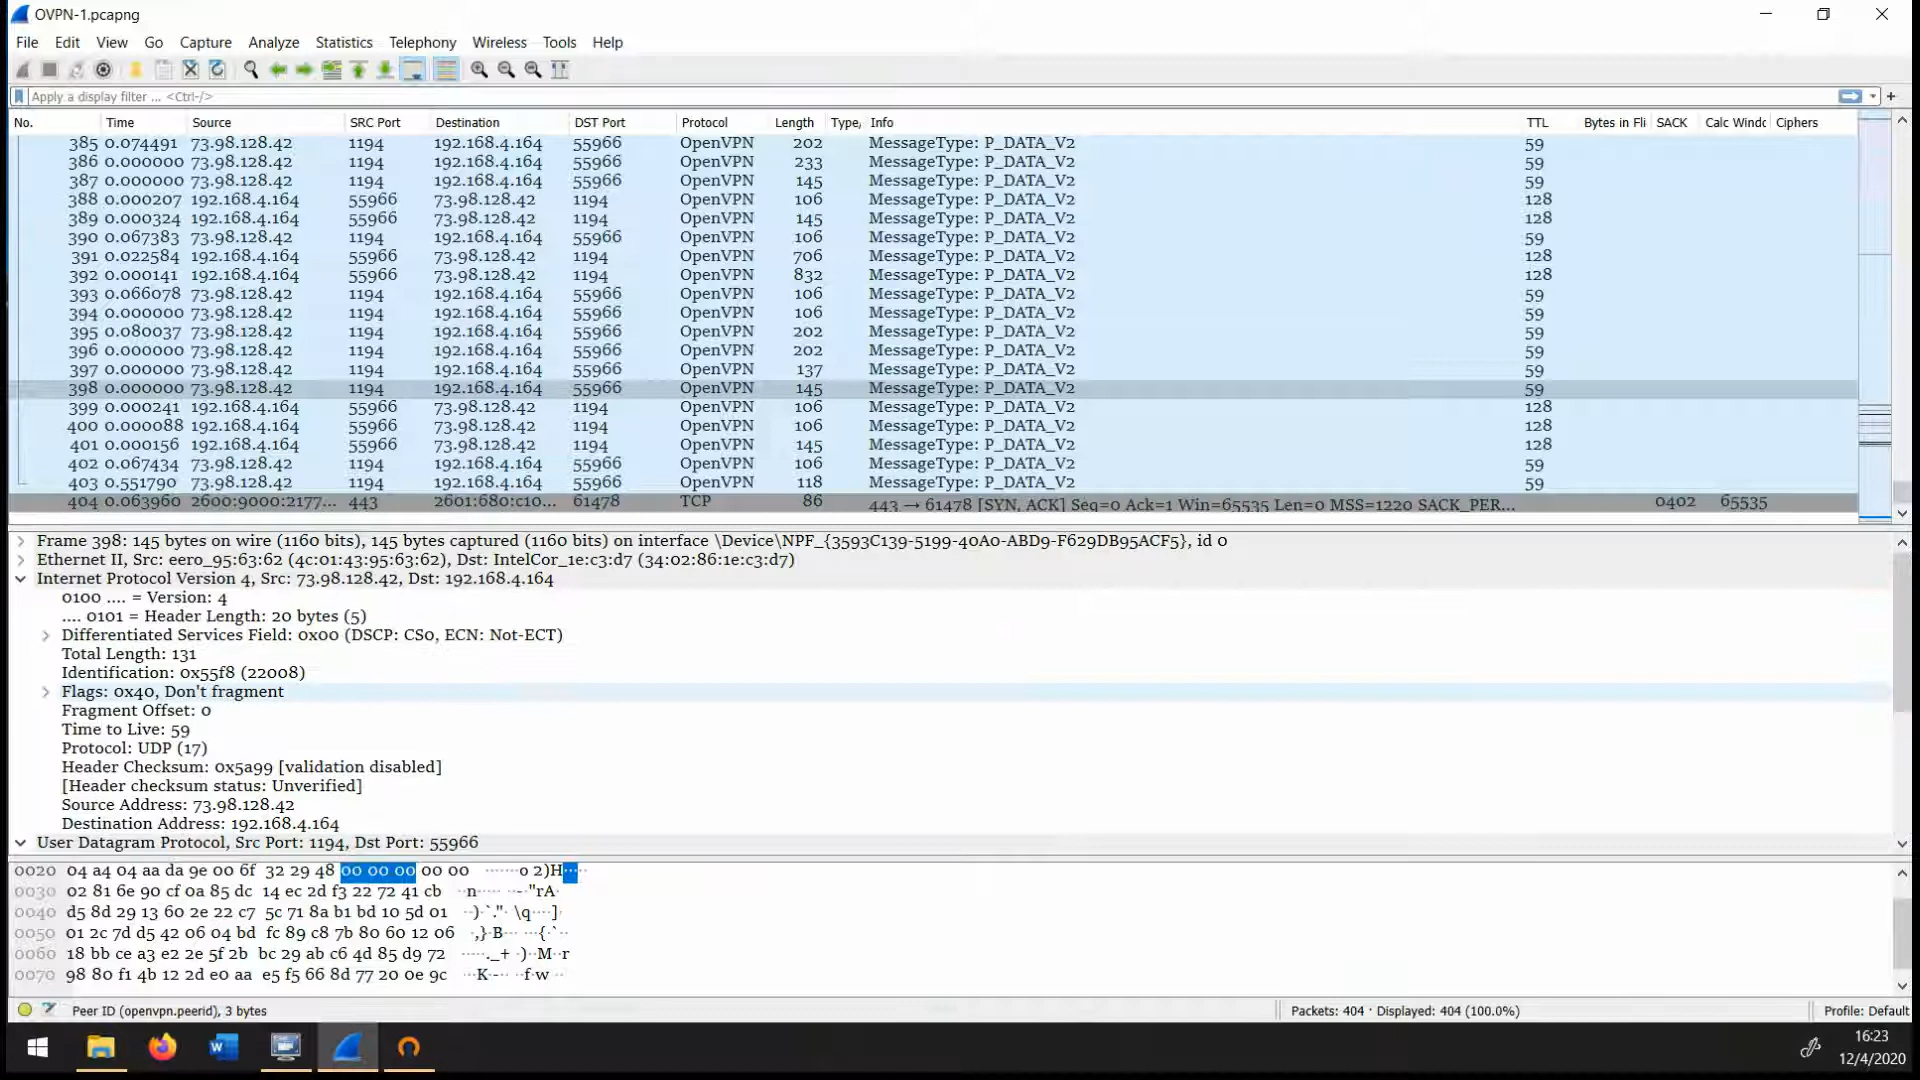 OVPN-1.pcapng
File Edit View Go Capture Analyze Statistics Telephony Wireless Tools Help
Apply a display filter ... <Ctrl-/>
No. Time Source SRC Port Destination DST Port Protocol Length Type, Info TTL Bytes in Fli SACK Calc Windc Ciphers
385 0.074491 73.98.128.42 1194 192.168.4.164 55966 OpenVPN 202 MessageType: P_DATA_V2 59
386 0.000000 73.98.128.42 1194 192.168.4.164 55966 OpenVPN 233 MessageType: P_DATA_V2 59
387 0.000000 73.98.128.42 1194 192.168.4.164 55966 OpenVPN 145 MessageType: P_DATA_V2 59
388 0.000207 192.168.4.164 55966 73.98.128.42 1194 OpenVPN 106 MessageType: P_DATA_V2 128
389 0.000324 192.168.4.164 55966 73.98.128.42 1194 OpenVPN 145 MessageType: P_DATA_V2 128
390 0.067383 73.98.128.42 1194 192.168.4.164 55966 OpenVPN 106 MessageType: P_DATA_V2 59
391 0.022584 192.168.4.164 55966 73.98.128.42 1194 OpenVPN 706 MessageType: P_DATA_V2 128
392 0.000141 192.168.4.164 55966 73.98.128.42 1194 OpenVPN 832 MessageType: P_DATA_V2 128
393 0.066078 73.98.128.42 1194 192.168.4.164 55966 OpenVPN 106 MessageType: P_DATA_V2 59
394 0.000000 73.98.128.42 1194 192.168.4.164 55966 OpenVPN 106 MessageType: P_DATA_V2 59
395 0.080037 73.98.128.42 1194 192.168.4.164 55966 OpenVPN 202 MessageType: P_DATA_V2 59
396 0.000000 73.98.128.42 1194 192.168.4.164 55966 OpenVPN 202 MessageType: P_DATA_V2 59
397 0.000000 73.98.128.42 1194 192.168.4.164 55966 OpenVPN 137 MessageType: P_DATA_V2 59
398 0.000000 73.98.128.42 1194 192.168.4.164 55966 OpenVPN 145 MessageType: P_DATA_V2 59
399 0.000241 192.168.4.164 55966 73.98.128.42 1194 OpenVPN 106 MessageType: P_DATA_V2 128
400 0.000088 192.168.4.164 55966 73.98.128.42 1194 OpenVPN 106 MessageType: P_DATA_V2 128
401 0.000156 192.168.4.164 55966 73.98.128.42 1194 OpenVPN 145 MessageType: P_DATA_V2 128
402 0.067434 73.98.128.42 1194 192.168.4.164 55966 OpenVPN 106 MessageType: P_DATA_V2 59
403 0.551790 73.98.128.42 1194 192.168.4.164 55966 OpenVPN 118 MessageType: P_DATA_V2 59
404 0.063960 2600:9000:2177... 443 2601:680:c10... 61478 TCP 86 443 → 61478 [SYN, ACK] Seq=0 Ack=1 Win=65535 Len=0 MSS=1220 SACK_PER... 0402 65535
Frame 398: 145 bytes on wire (1160 bits), 145 bytes captured (1160 bits) on interface \Device\NPF_{3593C139-5199-40A0-ABD9-F629DB95ACF5}, id 0
Ethernet II, Src: eero_95:63:62 (4c:01:43:95:63:62), Dst: IntelCor_1e:c3:d7 (34:02:86:1e:c3:d7)
Internet Protocol Version 4, Src: 73.98.128.42, Dst: 192.168.4.164
0100 .... = Version: 4
.... 0101 = Header Length: 20 bytes (5)
Differentiated Services Field: 0x00 (DSCP: CS0, ECN: Not-ECT)
Total Length: 131
Identification: 0x55f8 (22008)
Flags: 0x40, Don't fragment
Fragment Offset: 0
Time to Live: 59
Protocol: UDP (17)
Header Checksum: 0x5a99 [validation disabled]
[Header checksum status: Unverified]
Source Address: 73.98.128.42
Destination Address: 192.168.4.164
User Datagram Protocol, Src Port: 1194, Dst Port: 55966
0020 04 a4 04 aa da 9e 00 6f 32 29 48 00 00 00 00 00 ·······o 2)H·····
0030 02 81 6e 90 cf 0a 85 dc 14 ec 2d f3 22 72 41 cb ··n····· ··-·"rA·
0040 d5 8d 29 13 60 2e 22 c7 5c 71 8a b1 bd 10 5d 01 ··)·`."· \q····]·
0050 01 2c 7d d5 42 06 04 bd fc 89 c8 7b 80 60 12 06 ·,}·B··· ···{·`··
0060 18 bb ce a3 e2 2e 5f 2b bc 29 ab c6 4d 85 d9 72 ·····._+ ·)··M··r
0070 98 80 f1 4b 12 2d e0 aa e5 f5 66 8d 77 20 0e 9c ···K·-·· ··f·w ··
Peer ID (openvpn.peerid), 3 bytes Packets: 404 · Displayed: 404 (100.0%) Profile: Default
16:23
12/4/2020